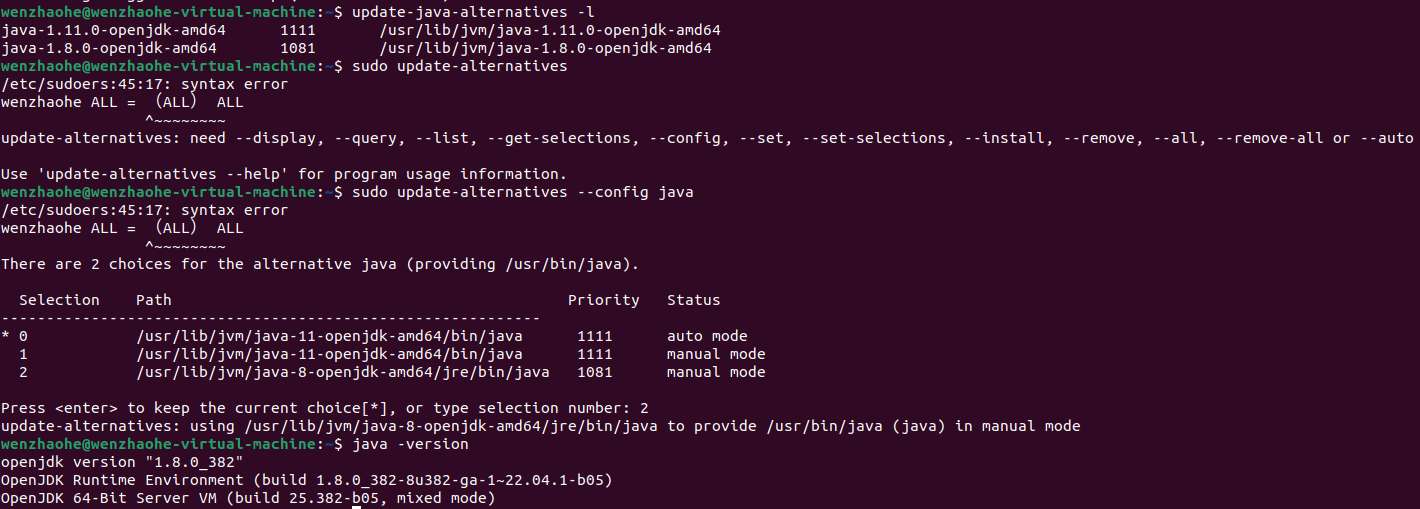 wenzhaohe@wenzhaohe-virtual-machine:~$ update-java-alternatives -l
java-1.11.0-openjdk-amd64      1111       /usr/lib/jvm/java-1.11.0-openjdk-amd64
java-1.8.0-openjdk-amd64       1081       /usr/lib/jvm/java-1.8.0-openjdk-amd64
wenzhaohe@wenzhaohe-virtual-machine:~$ sudo update-alternatives
/etc/sudoers:45:17: syntax error
wenzhaohe ALL = （ALL） ALL
                ^~~~~~~~~
update-alternatives: need --display, --query, --list, --get-selections, --config, --set, --set-selections, --install, --remove, --all, --remove-all or --auto
Use 'update-alternatives --help' for program usage information.
wenzhaohe@wenzhaohe-virtual-machine:~$ sudo update-alternatives --config java
/etc/sudoers:45:17: syntax error
wenzhaohe ALL = （ALL） ALL
                ^~~~~~~~~
There are 2 choices for the alternative java (providing /usr/bin/java).
  Selection    Path                                            Priority   Status
------------------------------------------------------------
* 0            /usr/lib/jvm/java-11-openjdk-amd64/bin/java      1111      auto mode
  1            /usr/lib/jvm/java-11-openjdk-amd64/bin/java      1111      manual mode
  2            /usr/lib/jvm/java-8-openjdk-amd64/jre/bin/java   1081      manual mode
Press <enter> to keep the current choice[*], or type selection number: 2
update-alternatives: using /usr/lib/jvm/java-8-openjdk-amd64/jre/bin/java to provide /usr/bin/java (java) in manual mode
wenzhaohe@wenzhaohe-virtual-machine:~$ java -version
openjdk version "1.8.0_382"
OpenJDK Runtime Environment (build 1.8.0_382-8u382-ga-1~22.04.1-b05)
OpenJDK 64-Bit Server VM (build 25.382-b05, mixed mode)